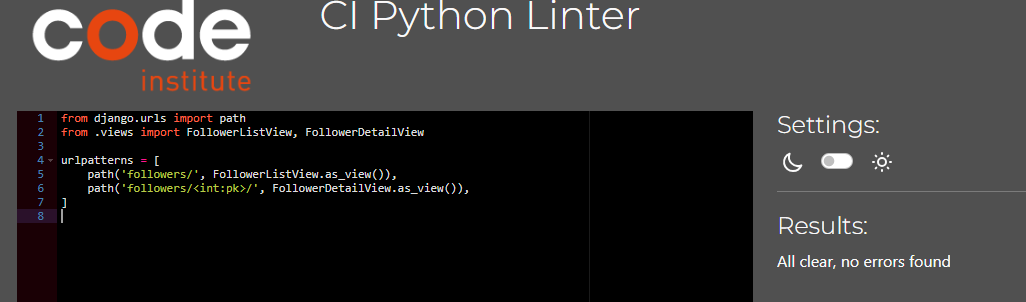 code
institute
CI Python Linter
1 from django.urls import path
2 from .views import FollowerListView, FollowerDetailView
3
4 urlpatterns = [
5     path('followers/', FollowerListView.as_view()),
6     path('followers/<int:pk>/', FollowerDetailView.as_view()),
7 ]
8
Settings:
Results:
All clear, no errors found